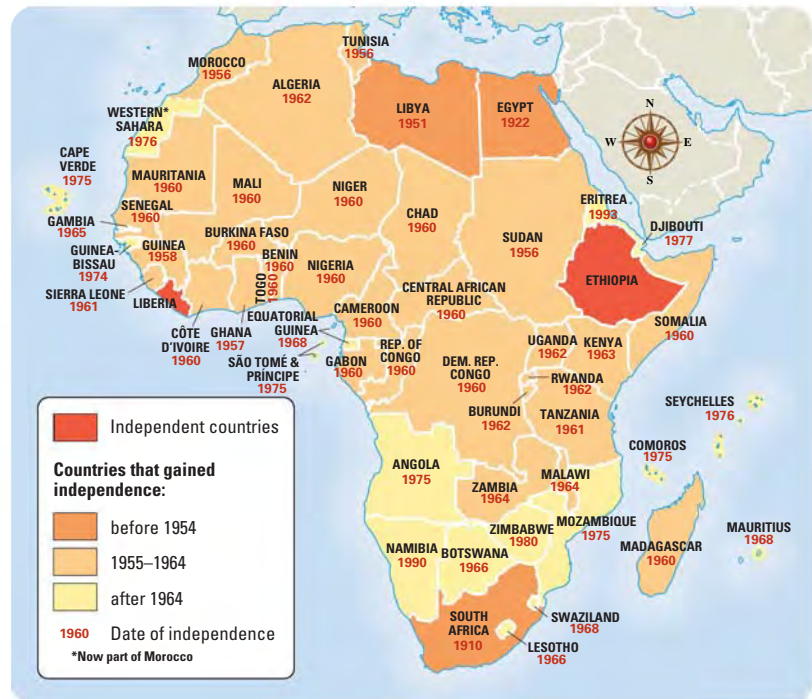 TUNISIA
1956
MOROCCO
1956
ALGERIA
1962
LIBYA
1951
EGYPT
1922
N
W
E
S
WESTERN*
SAHARA
1976
CAPE
VERDE
1975
MAURITANIA
1960
MALI
1960
NIGER
1960
CHAD
1960
SUDAN
1956
ERITREA
1993
DJIBOUTI
1977
SENEGAL
1960
GAMBIA
1965
GUINEA-
BISSAU
1974
GUINEA
1958
BURKINA FASO
1960
BENIN
1960
TOGO
1960
NIGERIA
1960
ETHIOPIA
SIERRA LEONE
1961
LIBERIA
CÔTE
D'IVOIRE
1960
GHANA
1957
EQUATORIAL
GUINEA
1968
CAMEROON
1960
CENTRAL AFRICAN
REPUBLIC
1960
SOMALIA
1960
SÃO TOMÉ &
PRÍNCIPE
1975
GABON
1960
REP. OF
CONGO
1960
DEM. REP.
CONGO
1960
UGANDA
1962
KENYA
1963
RWANDA
1962
BURUNDI
1962
TANZANIA
1961
SEYCHELLES
1976
COMOROS
1975
ANGOLA
1975
ZAMBIA
1964
MALAWI
1964
MOZAMBIQUE
1975
ZIMBABWE
1980
NAMIBIA
1990
BOTSWANA
1966
MADAGASCAR
1960
MAURITIUS
1968
SOUTH
AFRICA
1910
SWAZILAND
1968
LESOTHO
1966
Independent countries
Countries that gained
independence:
before 1954
1955–1964
after 1964
1960 Date of independence
*Now part of Morocco